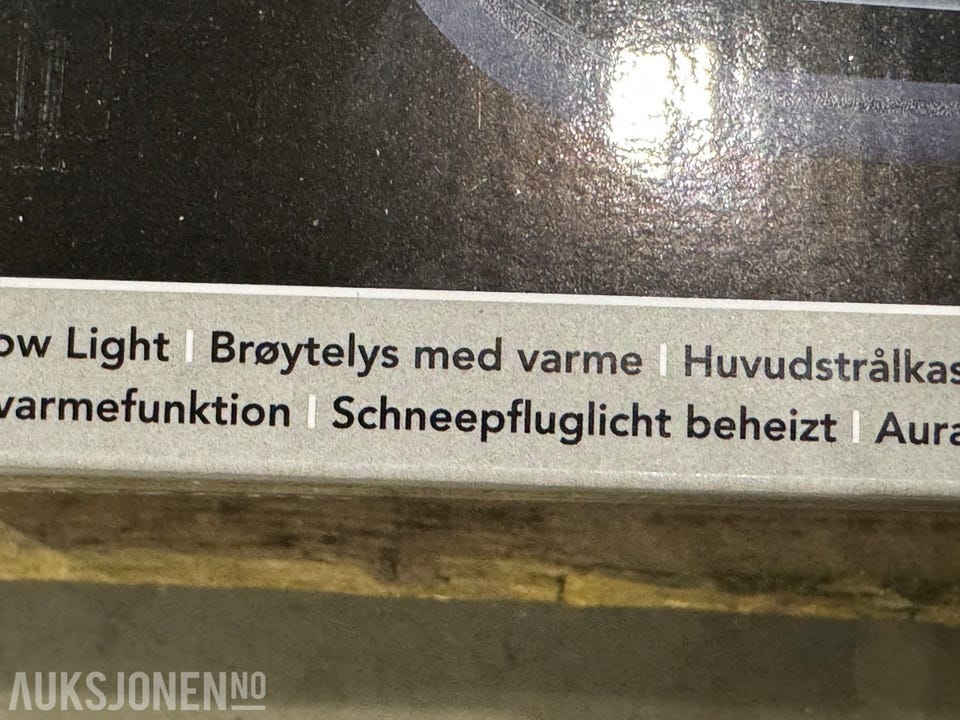 ow Light | Brøytelys med varme | Huvudstrålkas
varmefunktion | Schneepfluglicht beheizt | Aura
AUKSJONEN.NO